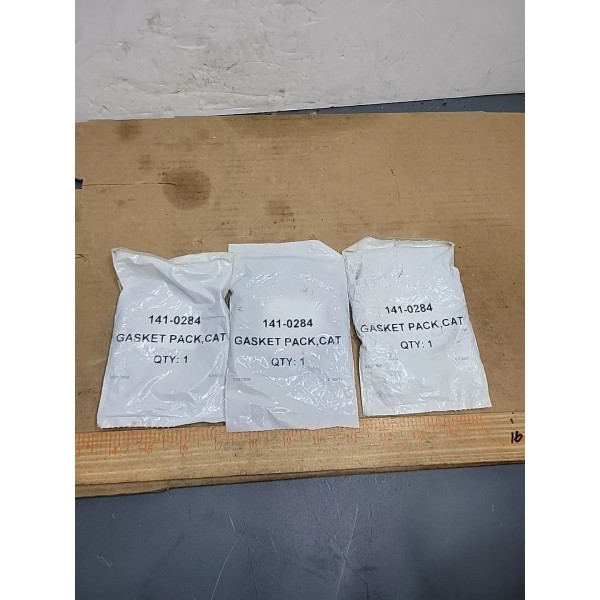 141-0284
GASKET PACK,CAT
QTY: 1
141-0284
GASKET PACK,CAT
QTY: 1
141-0284
GASKET PACK,CAT
QTY: 1
16